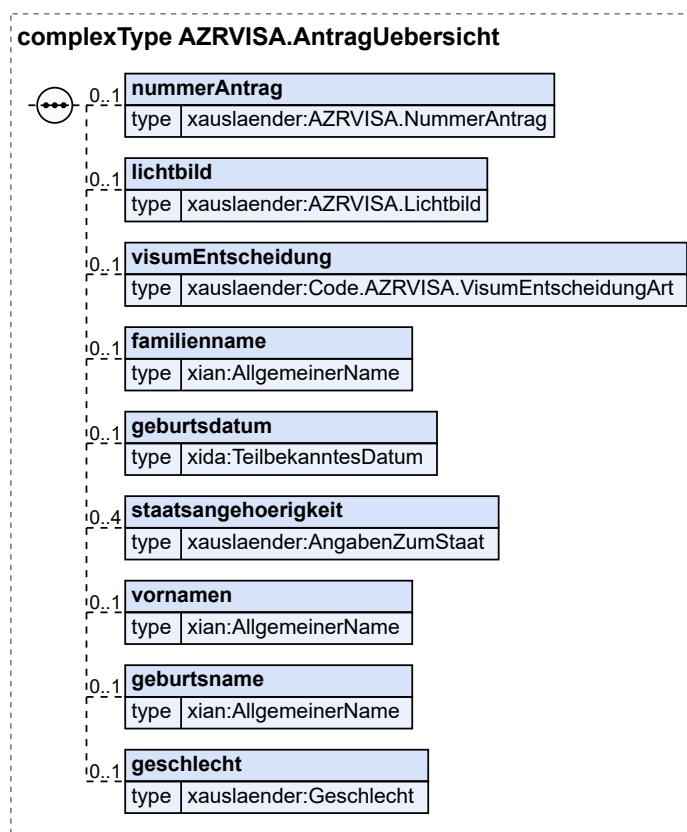 complexType AZRVISA.AntragUebersicht
0..1 nummerAntrag
type xauslaender:AZRVISA.NummerAntrag
0..1 lichtbild
type xauslaender:AZRVISA.Lichtbild
0..1 visumEntscheidung
type xauslaender:Code.AZRVISA.VisumEntscheidungArt
0..1 familienname
type xian:AllgemeinerName
0..1 geburtsdatum
type xida:TeilbekanntesDatum
0..4 staatsangehoerigkeit
type xauslaender:AngabenZumStaat
0..1 vornamen
type xian:AllgemeinerName
0..1 geburtsname
type xian:AllgemeinerName
0..1 geschlecht
type xauslaender:Geschlecht